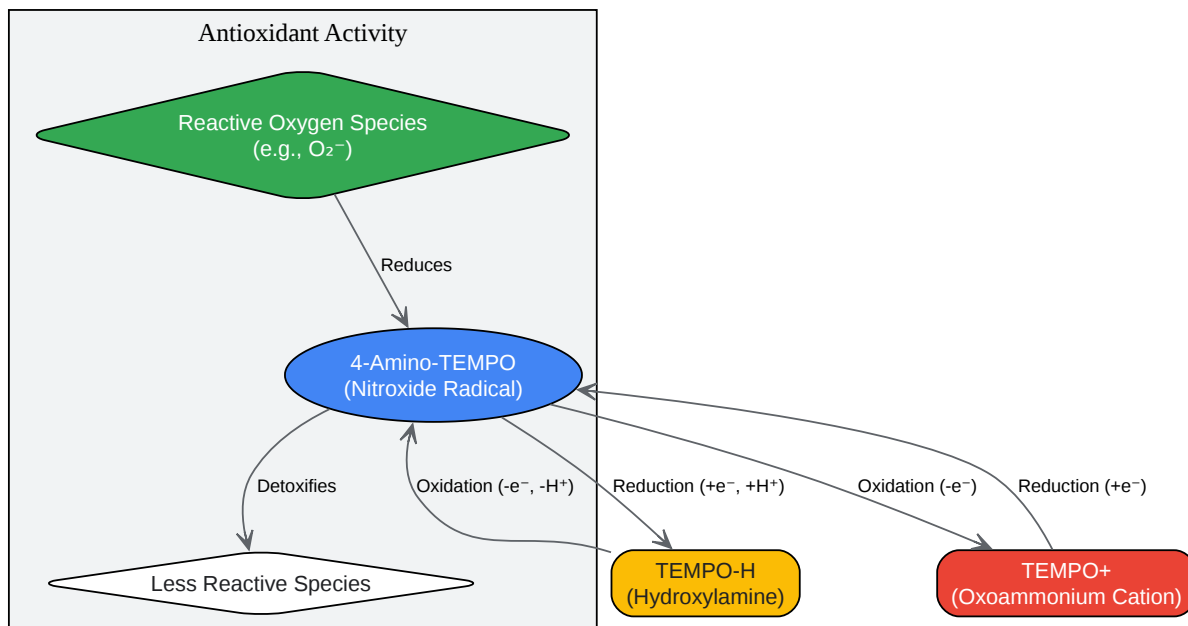 Antioxidant Activity
Reactive Oxygen Species
(e.g., O₂⁻)
Reduces
4-Amino-TEMPO
(Nitroxide Radical)
Detoxifies
Oxidation (-e⁻, -H⁺)
Reduction (+e⁻, +H⁺)
Oxidation (-e⁻)
Reduction (+e⁻)
Less Reactive Species
TEMPO-H
(Hydroxylamine)
TEMPO+
(Oxoammonium Cation)